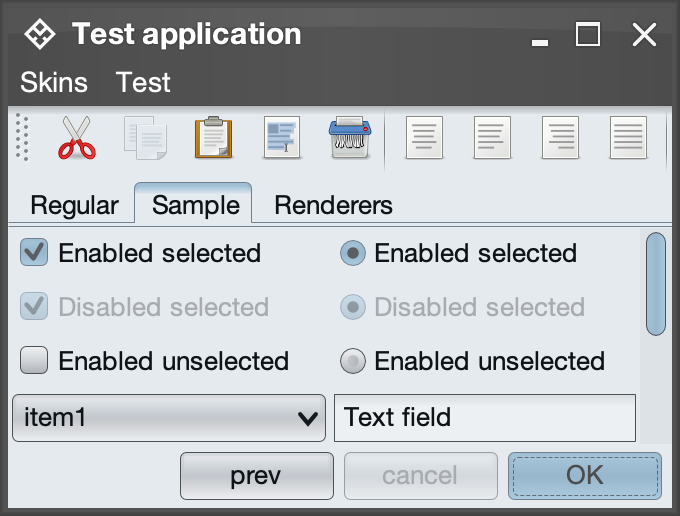 Test application
Skins Test
Regular Sample Renderers
Enabled selected Enabled selected
Disabled selected Disabled selected
Enabled unselected Enabled unselected
item1 Text field
prev cancel OK